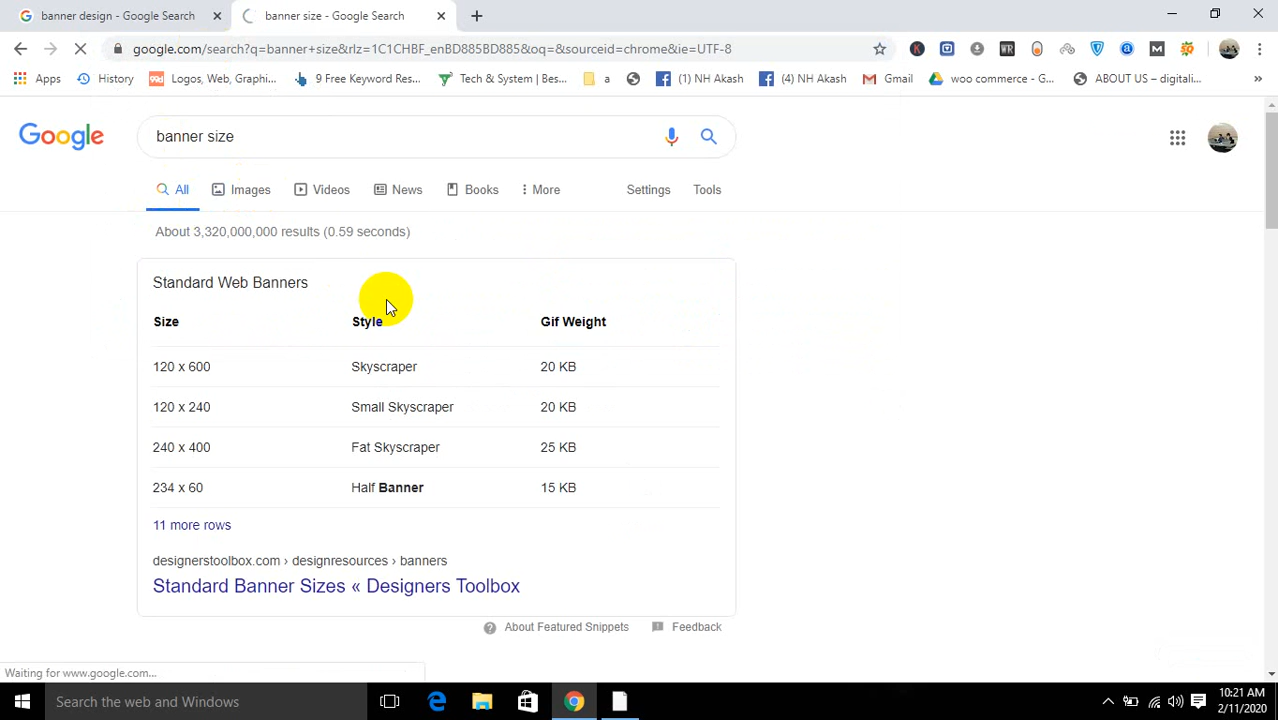 banner design - Google Search
banner size - Google Search
google.com/search?q=banner+size&rlz=1C1CHBF_enBD885BD885&oq=&sourceid=chrome&ie=UTF-8
Apps History Logos, Web, Graphi... 9 Free Keyword Res... Tech & System | Bes... a (1) NH Akash (4) NH Akash Gmail woo commerce - G... ABOUT US – digitali... »
Google
banner size
All Images Videos News Books More Settings Tools
About 3,320,000,000 results (0.59 seconds)
Standard Web Banners
Size Style Gif Weight
120 x 600 Skyscraper 20 KB
120 x 240 Small Skyscraper 20 KB
240 x 400 Fat Skyscraper 25 KB
234 x 60 Half Banner 15 KB
11 more rows
designerstoolbox.com › designresources › banners
Standard Banner Sizes « Designers Toolbox
About Featured Snippets Feedback
Waiting for www.google.com...
Search the web and Windows
10:21 AM
2/11/2020